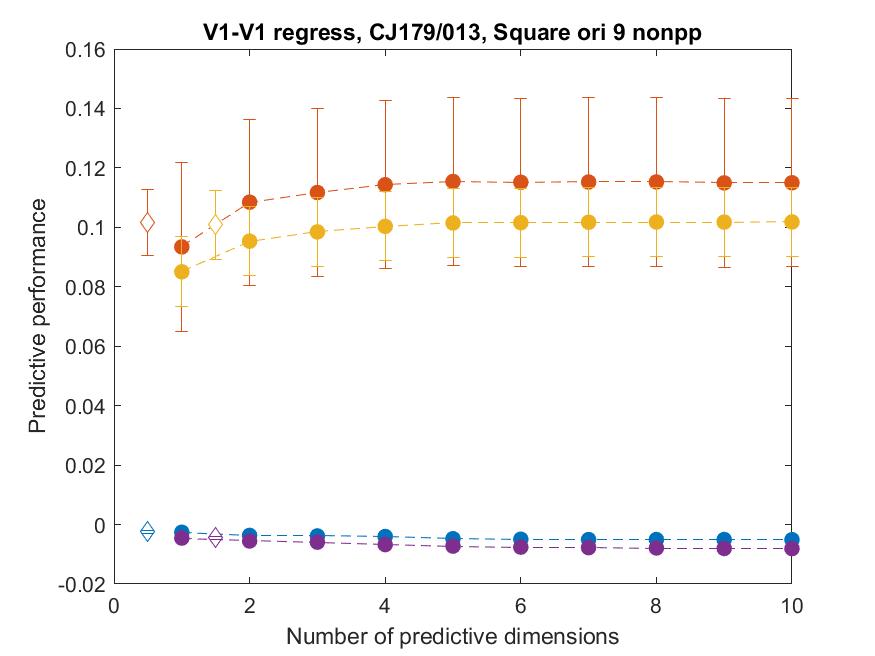 V1-V1 regress, CJ179/013, Square ori 9 nonpp
0.16
0.14
0.12
0.1
0.08
0.06
0.04
0.02
0
-0.02
Predictive performance
0 2 4 6 8 10
Number of predictive dimensions